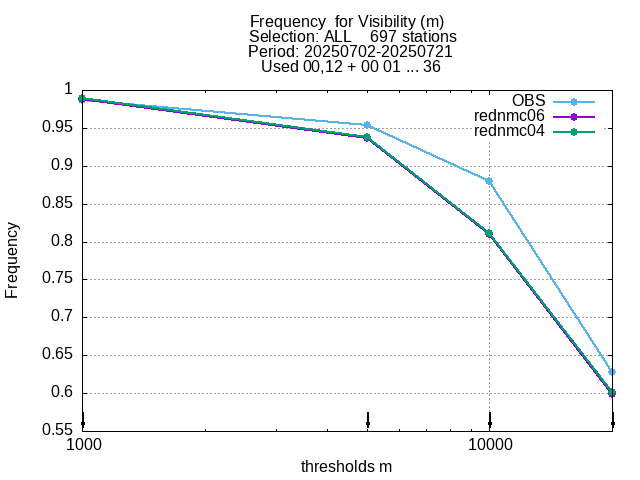 Frequency  for Visibility (m)
Selection: ALL    697 stations
Period: 20250702-20250721
Used 00,12 + 00 01 ... 36
OBS
rednmc06
rednmc04
1
0.95
0.9
0.85
0.8
0.75
0.7
0.65
0.6
0.55
Frequency
1000
10000
thresholds m